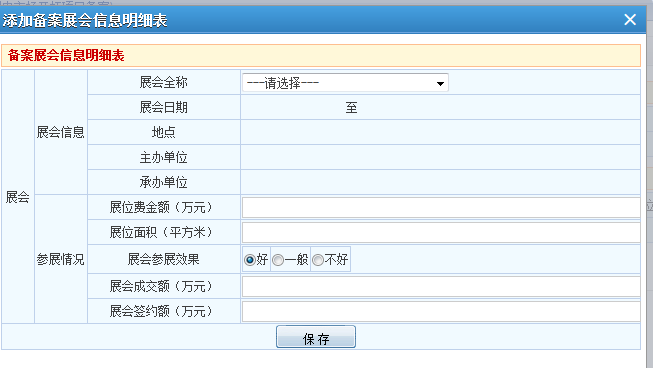 添加备案展会信息明细表
备案展会信息明细表
展会
展会信息
展会全称
---请选择---
展会日期
至
地点
主办单位
承办单位
参展情况
展位费金额（万元）
展位面积（平方米）
展会参展效果
好 一般 不好
展会成交额（万元）
展会签约额（万元）
保 存